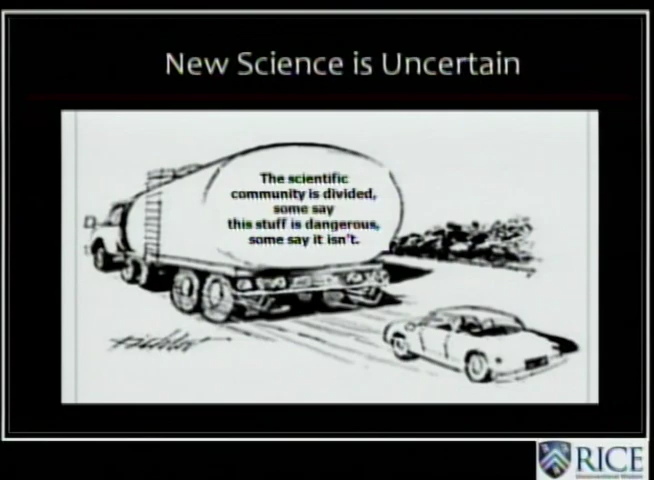 New Science is Uncertain
The scientific
community is divided,
some say
this stuff is dangerous,
some say it isn't.
RICE